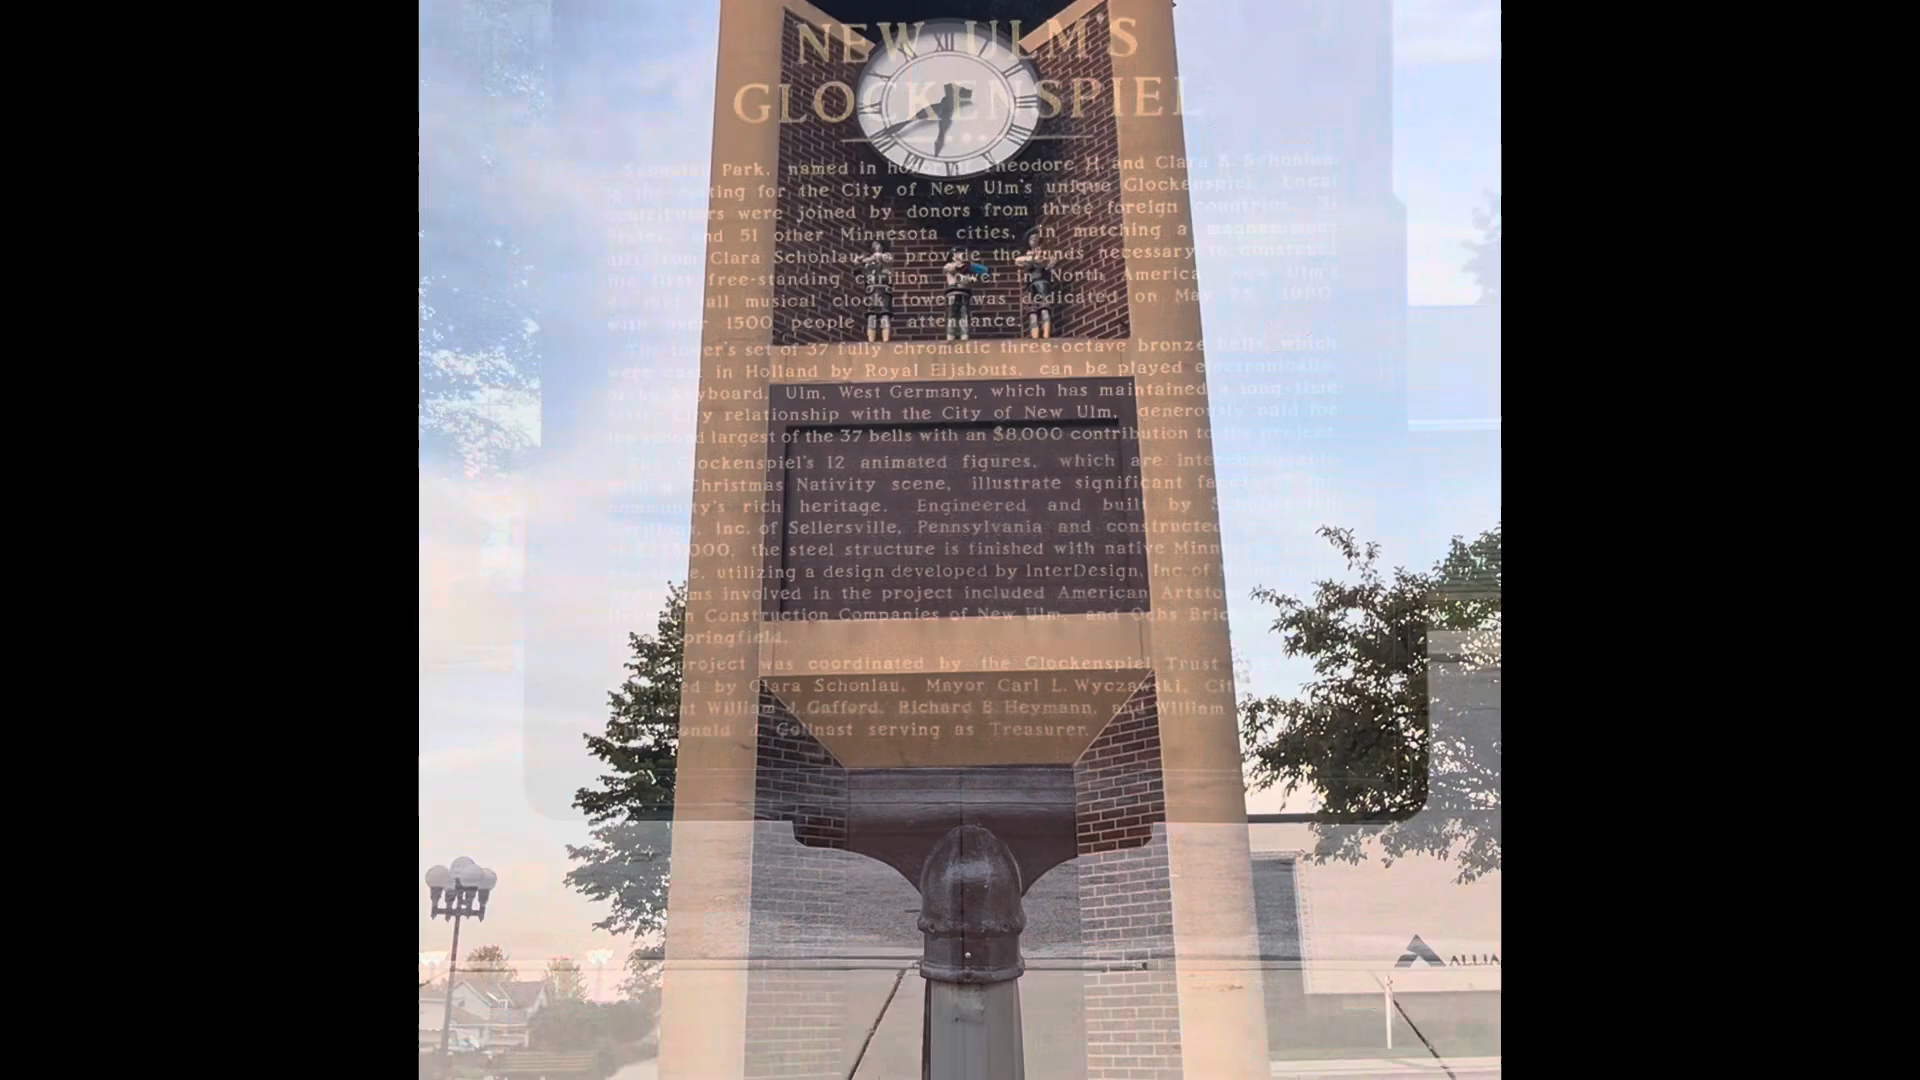 NEW ULM'S
GLOCKENSPIEL
XII
Park, named in honor of Theodore H. and Clara A. Schonlau,
setting for the City of New Ulm's unique Glockenspiel. Local
contributors were joined by donors from three foreign countries, 31
and 51 other Minnesota cities, in matching a
gift from Clara Schonlau to provide the funds necessary to construct
the first free-standing carillon tower in North America. New Ulm's
tall musical clock tower was dedicated on May
with over 1500 people in attendance.
The tower's set of 37 fully chromatic three-octave bronze bells, which
were cast in Holland by Royal Eijsbouts, can be played electronically
or by keyboard. Ulm, West Germany, which has maintained a long-time
relationship with the City of New Ulm, generously paid for
the second largest of the 37 bells with an $8,000 contribution to the project.
The Glockenspiel's 12 animated figures, which are
with a Christmas Nativity scene, illustrate significant facets of the
community's rich heritage. Engineered and built by
Inc. of Sellersville, Pennsylvania and constructed
the steel structure is finished with native
utilizing a design developed by InterDesign, Inc. of
involved in the project included American Artstone
Construction Companies of New Ulm, and Ochs Brick
Springfield.
project was coordinated by the Glockenspiel Trust
by Clara Schonlau, Mayor Carl L. Wyczawski, City
William J. Gafford, Richard B. Heymann, and William
serving as Treasurer.